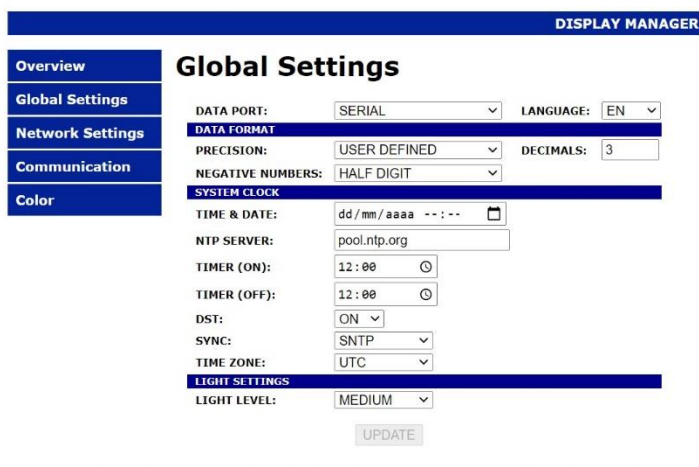 DISPLAY MANAGER
Overview
Global Settings
Network Settings
Communication
Color
Global Settings
DATA PORT: SERIAL LANGUAGE: EN
DATA FORMAT
PRECISION: USER DEFINED DECIMALS: 3
NEGATIVE NUMBERS: HALF DIGIT
SYSTEM CLOCK
TIME & DATE: dd/mm/aaaa --:--
NTP SERVER: pool.ntp.org
TIMER (ON): 12:00
TIMER (OFF): 12:00
DST: ON
SYNC: SNTP
TIME ZONE: UTC
LIGHT SETTINGS
LIGHT LEVEL: MEDIUM
UPDATE